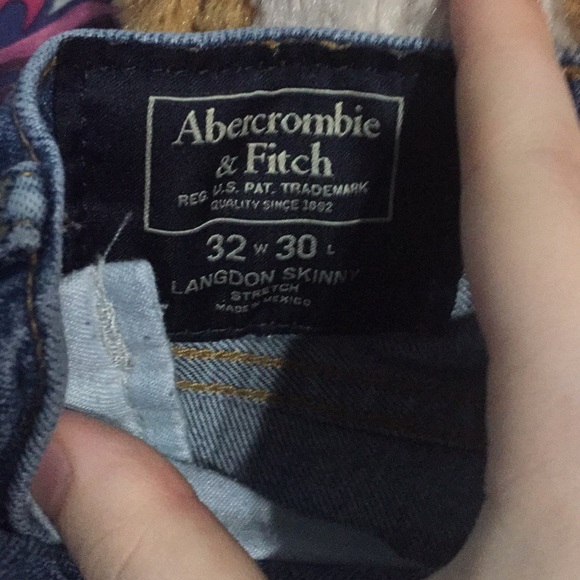 Abercrombie
& Fitch
REG U.S. PAT. TRADEMARK
QUALITY SINCE 1892
32 W 30 L
LANGDON SKINNY
STRETCH
MADE IN MEXICO